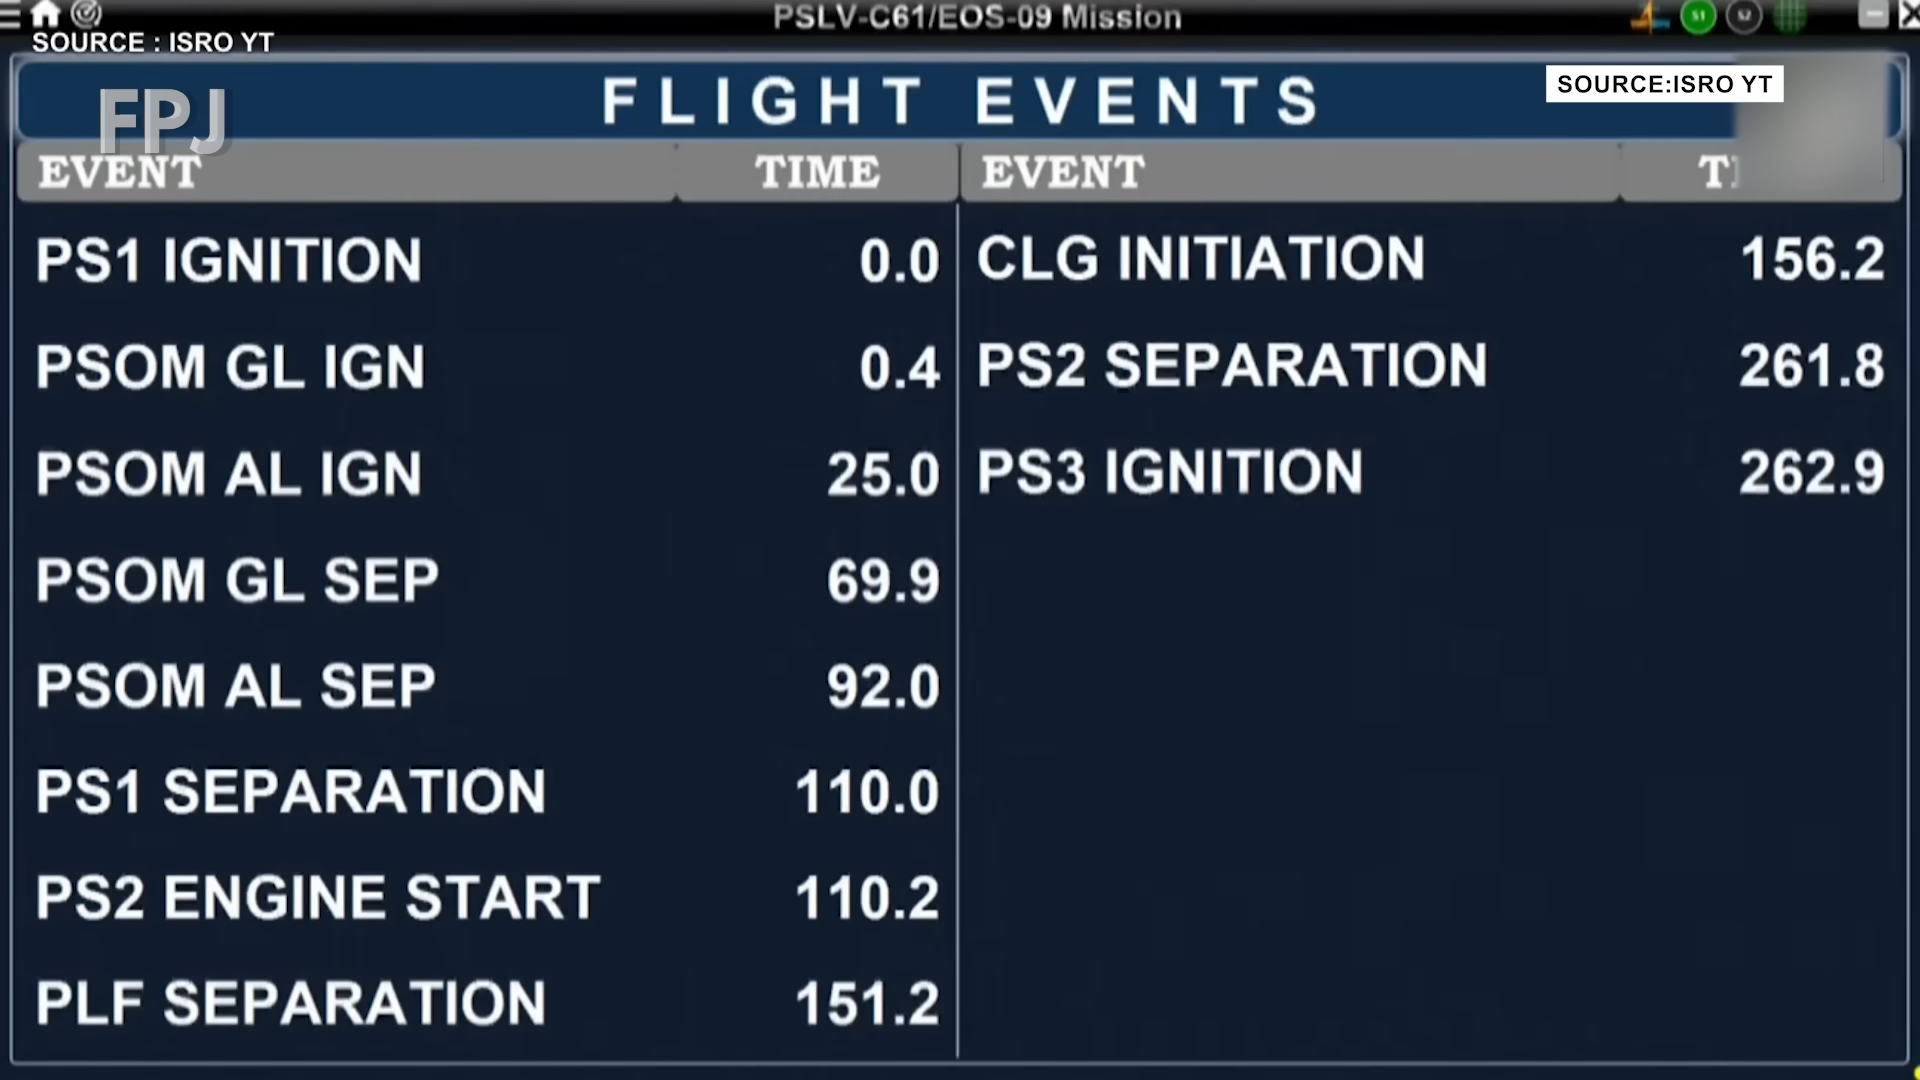 PSLV-C61/EOS-09 Mission
S1
S2
SOURCE : ISRO YT
FLIGHT EVENTS
SOURCE:ISRO YT
FPJ
EVENT TIME EVENT
PS1 IGNITION 0.0 CLG INITIATION 156.2
PSOM GL IGN 0.4 PS2 SEPARATION 261.8
PSOM AL IGN 25.0 PS3 IGNITION 262.9
PSOM GL SEP 69.9
PSOM AL SEP 92.0
PS1 SEPARATION 110.0
PS2 ENGINE START 110.2
PLF SEPARATION 151.2